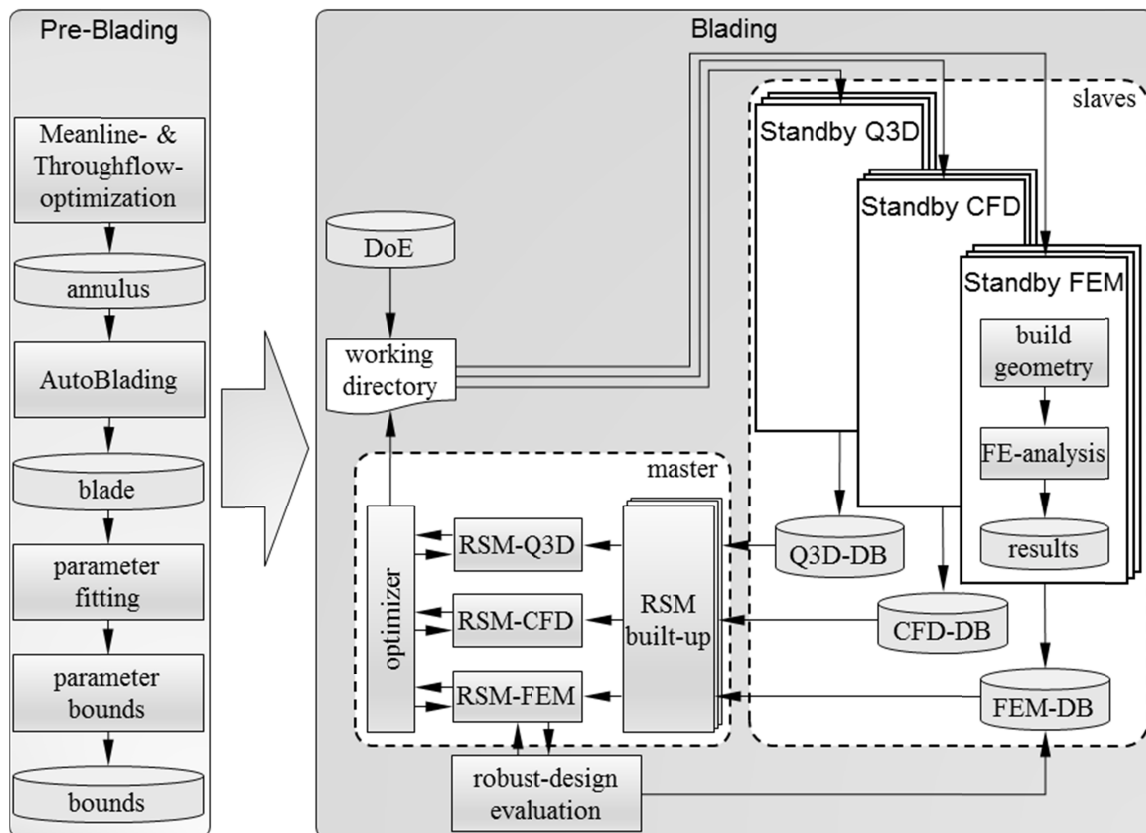 Pre-Blading
Meanline- &
Throughflow-
optimization
annulus
AutoBlading
blade
parameter
fitting
parameter
bounds
bounds
Blading
slaves
Standby Q3D
Standby CFD
Standby FEM
build
geometry
FE-analysis
results
DoE
working
directory
master
optimizer
RSM-Q3D
RSM-CFD
RSM-FEM
RSM
built-up
Q3D-DB
CFD-DB
FEM-DB
robust-design
evaluation